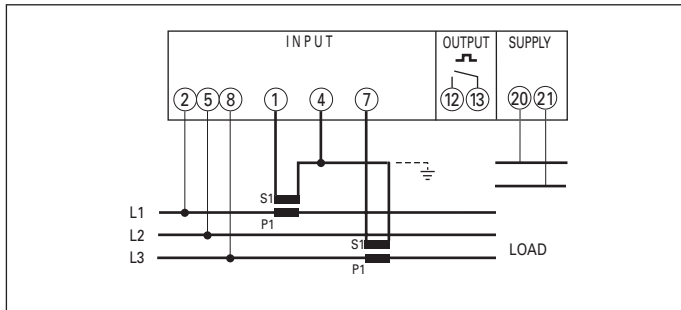 INPUT
OUTPUT
SUPPLY
2 5 8 1 4 7 12 13 20 21
S1
L1
P1
L2
S1
LOAD
L3
P1